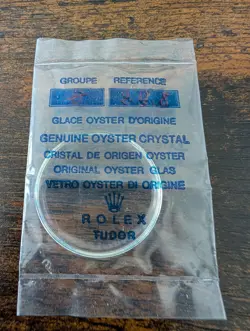 GROUPE REFERENCE
GLACE OYSTER D'ORIGINE
GENUINE OYSTER CRYSTAL
CRISTAL DE ORIGEN OYSTER
ORIGINAL OYSTER GLAS
VETRO OYSTER DI ORIGINE
ROLEX
TUDOR